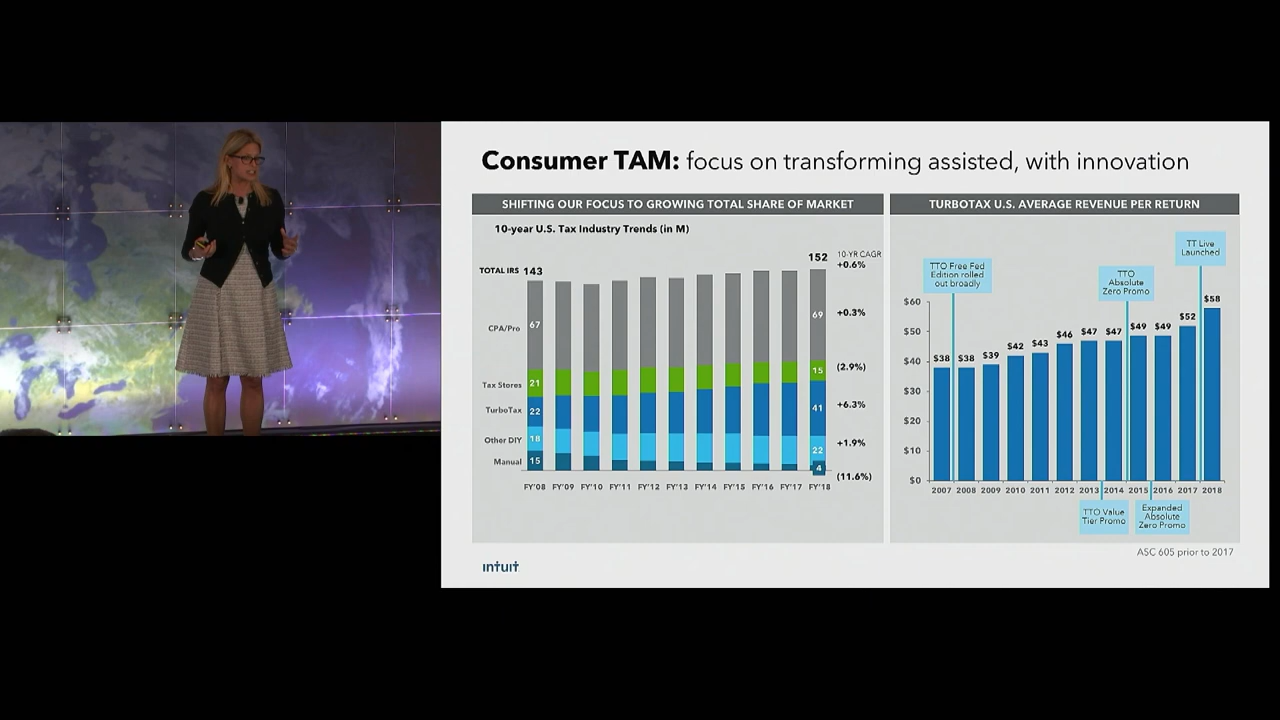 Consumer TAM: focus on transforming assisted, with innovation
SHIFTING OUR FOCUS TO GROWING TOTAL SHARE OF MARKET
10-year U.S. Tax Industry Trends (in M)
152
10-YR CAGR
+0.6%
TOTAL IRS 143
CPA/Pro
67
69
+0.3%
Tax Stores
21
15
(2.9%)
TurboTax
22
41
+6.3%
Other DIY
18
22
+1.9%
Manual
15
4
(11.6%)
FY'08 FY'09 FY'10 FY'11 FY'12 FY'13 FY'14 FY'15 FY'16 FY'17 FY'18
TURBOTAX U.S. AVERAGE REVENUE PER RETURN
TTO Free Fed
Edition rolled
out broadly
TTO
Absolute
Zero Promo
TT Live
Launched
$60
$50
$40
$30
$20
$10
$0
$38 $38 $39 $42 $43 $46 $47 $47 $49 $49 $52 $58
2007 2008 2009 2010 2011 2012 2013 2014 2015 2016 2017 2018
TTO Value
Tier Promo
Expanded
Absolute
Zero Promo
ASC 605 prior to 2017
intuit